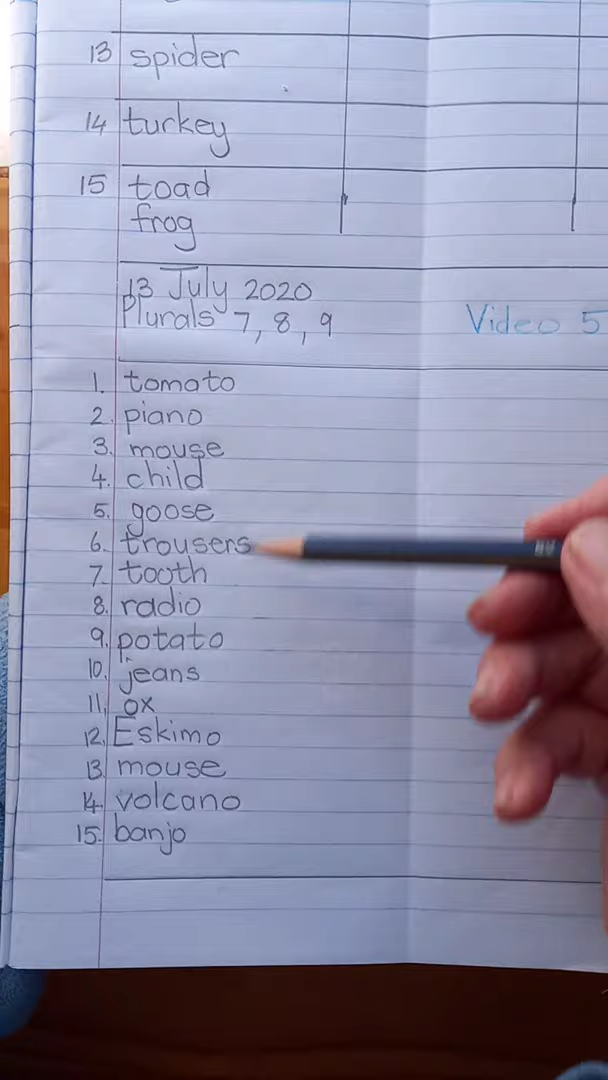 13 spider
14 turkey
15 toad
frog
13 July 2020
Plurals 7, 8, 9
Video 5
1. tomato
2. piano
3. mouse
4. child
5. goose
6. trousers
7. tooth
8. radio
9. potato
10. jeans
11. ox
12. Eskimo
13. mouse
14. volcano
15. banjo